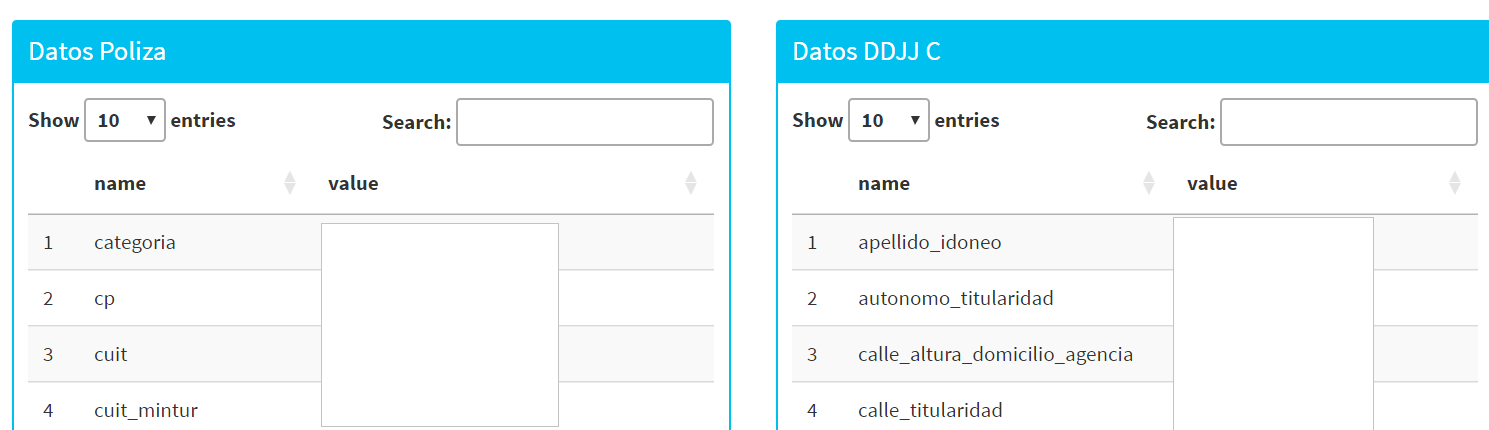 Datos Poliza
Show 10 entries Search:
name value
1 categoria
2 cp
3 cuit
4 cuit_mintur
Datos DDJJ C
Show 10 entries Search:
name value
1 apellido_idoneo
2 autonomo_titularidad
3 calle_altura_domicilio_agencia
4 calle_titularidad